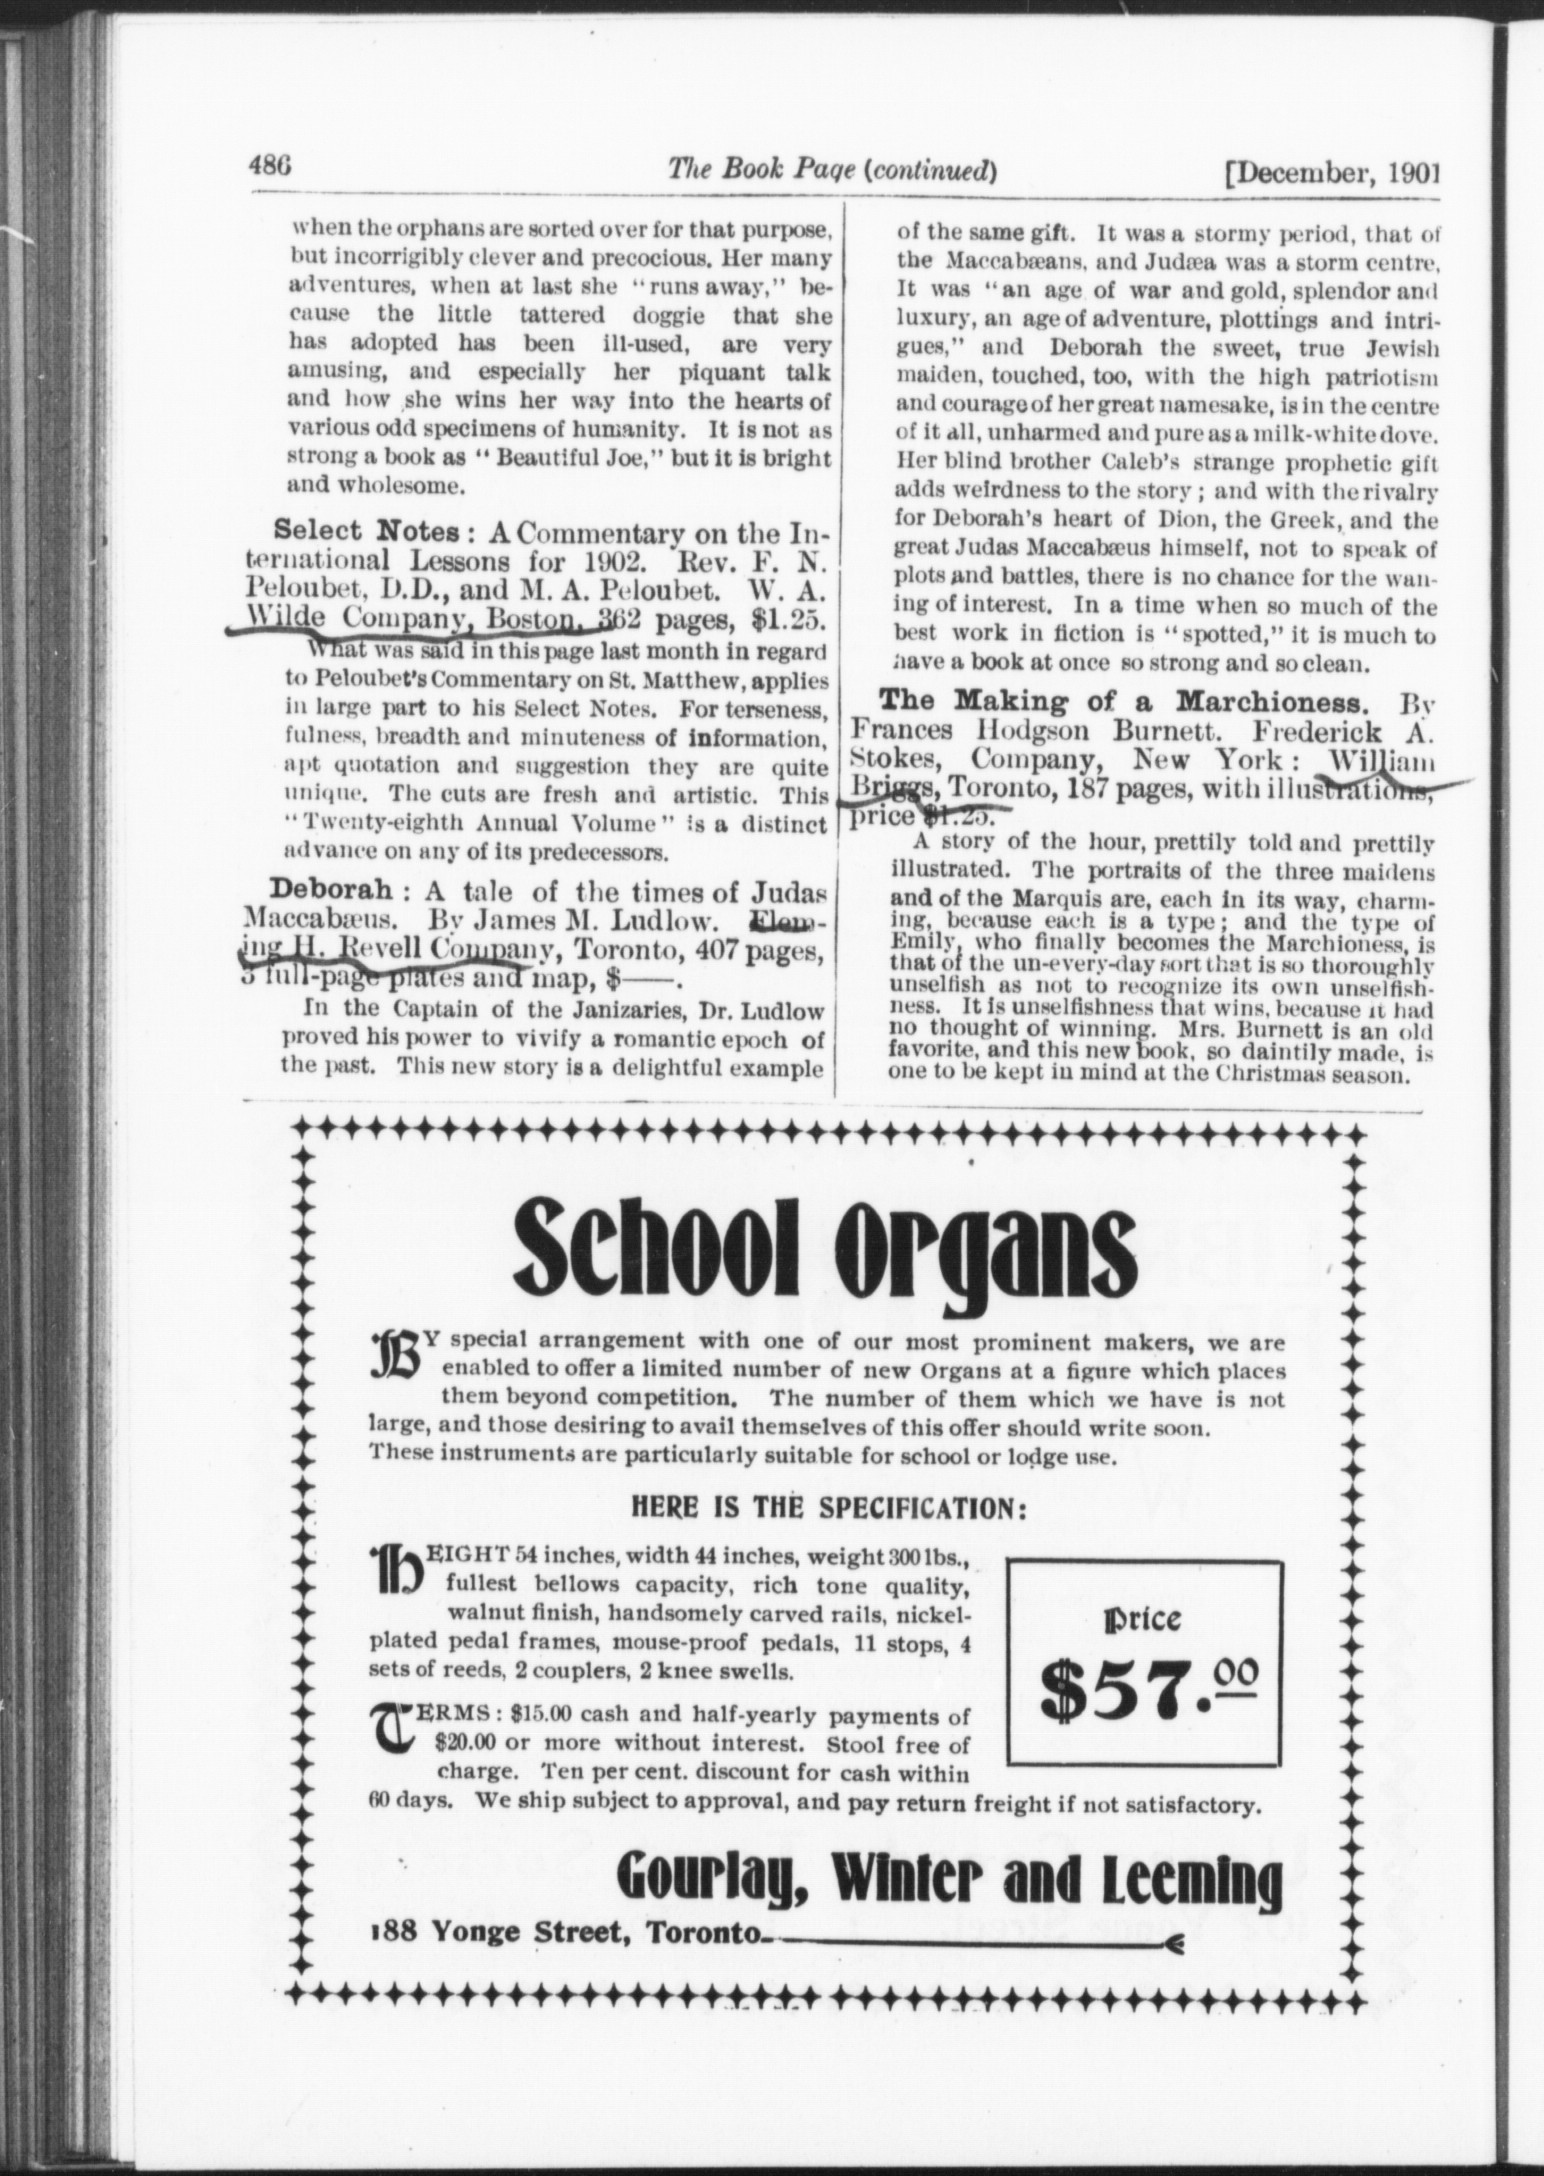 486
The Book Page (continued)
[December, 1901
when the orphans are sorted over for that purpose,
but incorrigibly clever and precocious. Her many
adventures, when at last she "runs away," be-
cause the little tattered doggie that she
has adopted has been ill-used, are very
amusing, and especially her piquant talk
and how she wins her way into the hearts of
various odd specimens of humanity. It is not as
strong a book as "Beautiful Joe," but it is bright
and wholesome.
Select Notes: A Commentary on the In-
ternational Lessons for 1902. Rev. F. N.
Peloubet, D.D., and M. A. Peloubet. W. A.
Wilde Company, Boston, 362 pages, $1.25.
What was said in this page last month in regard
to Peloubet's Commentary on St. Matthew, applies
in large part to his Select Notes. For terseness,
fulness, breadth and minuteness of information,
apt quotation and suggestion they are quite
unique. The cuts are fresh and artistic. This
"Twenty-eighth Annual Volume" is a distinct
advance on any of its predecessors.
Deborah: A tale of the times of Judas
Maccabæus. By James M. Ludlow. Flem-
ing H. Revell Company, Toronto, 407 pages,
5 full-page plates and map, $——.
In the Captain of the Janizaries, Dr. Ludlow
proved his power to vivify a romantic epoch of
the past. This new story is a delightful example
of the same gift. It was a stormy period, that of
the Maccabæans, and Judæa was a storm centre,
It was "an age of war and gold, splendor and
luxury, an age of adventure, plottings and intri-
gues," and Deborah the sweet, true Jewish
maiden, touched, too, with the high patriotism
and courage of her great namesake, is in the centre
of it all, unharmed and pure as a milk-white dove.
Her blind brother Caleb's strange prophetic gift
adds weirdness to the story; and with the rivalry
for Deborah's heart of Dion, the Greek, and the
great Judas Maccabæus himself, not to speak of
plots and battles, there is no chance for the wan-
ing of interest. In a time when so much of the
best work in fiction is "spotted," it is much to
have a book at once so strong and so clean.
The Making of a Marchioness. By
Frances Hodgson Burnett. Frederick A.
Stokes, Company, New York: William
Briggs, Toronto, 187 pages, with illustrations,
price $1.25.
A story of the hour, prettily told and prettily
illustrated. The portraits of the three maidens
and of the Marquis are, each in its way, charm-
ing, because each is a type; and the type of
Emily, who finally becomes the Marchioness, is
that of the un-every-day sort that is so thoroughly
unselfish as not to recognize its own unselfish-
ness. It is unselfishness that wins, because it had
no thought of winning. Mrs. Burnett is an old
favorite, and this new book, so daintily made, is
one to be kept in mind at the Christmas season.
School Organs
BY special arrangement with one of our most prominent makers, we are
enabled to offer a limited number of new Organs at a figure which places
them beyond competition. The number of them which we have is not
large, and those desiring to avail themselves of this offer should write soon.
These instruments are particularly suitable for school or lodge use.
HERE IS THE SPECIFICATION:
HEIGHT 54 inches, width 44 inches, weight 300 lbs.,
fullest bellows capacity, rich tone quality,
walnut finish, handsomely carved rails, nickel-
plated pedal frames, mouse-proof pedals, 11 stops, 4
sets of reeds, 2 couplers, 2 knee swells.
Price
$57.00
TERMS: $15.00 cash and half-yearly payments of
$20.00 or more without interest. Stool free of
charge. Ten per cent. discount for cash within
60 days. We ship subject to approval, and pay return freight if not satisfactory.
Gourlay, Winter and Leeming
188 Yonge Street, Toronto